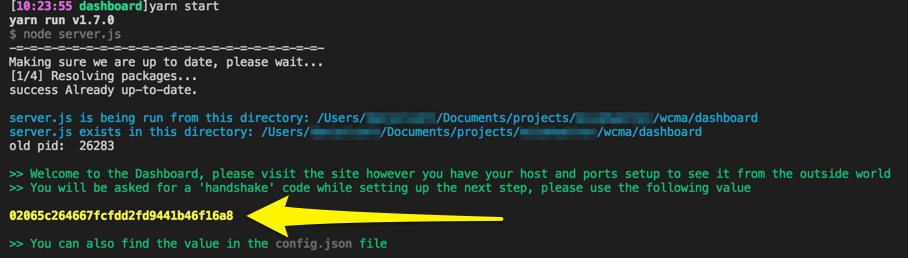 [10:23:55 dashboard]yarn start
yarn run v1.7.0
$ node server.js
-=-=-=-=-=-=-=-=-=-=-=-=-=-=-=-=-=-=-=-=-=-=-
Making sure we are up to date, please wait...
[1/4] Resolving packages...
success Already up-to-date.
server.js is being run from this directory: /Users/ /Documents/projects/ /wcma/dashboard
server.js exists in this directory: /Users/ /Documents/projects/ /wcma/dashboard
old pid:  26283
>> Welcome to the Dashboard, please visit the site however you have your host and ports setup to see it from the outside world
>> You will be asked for a 'handshake' code while setting up the next step, please use the following value
02065c264667fcfdd2fd9441b46f16a8
>> You can also find the value in the config.json file